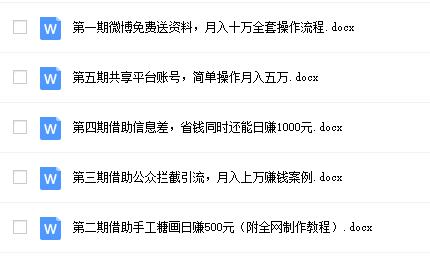 W 第一期微博免费送资料，月入十万全套操作流程.docx
W 第五期共享平台账号，简单操作月入五万.docx
W 第四期借助信息差，省钱同时还能日赚1000元.docx
W 第三期借助公众拦截引流，月入上万赚钱案例.docx
W 第二期借助手工糖画日赚500元（附全网制作教程）.docx